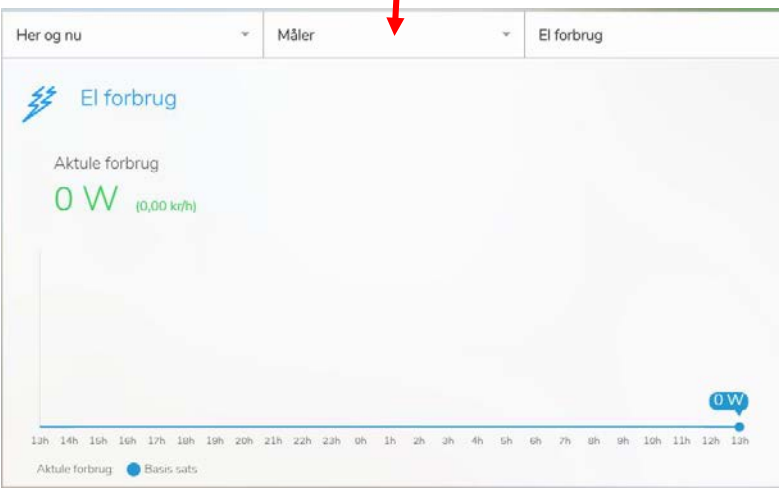 Her og nu Måler El forbrug
El forbrug
Aktule forbrug
0 W (0,00 kr/h)
0 W
13h 14h 15h 16h 17h 18h 19h 20h 21h 22h 23h 0h 1h 2h 3h 4h 5h 6h 7h 8h 9h 10h 11h 12h 13h
Aktule forbrug Basis sats